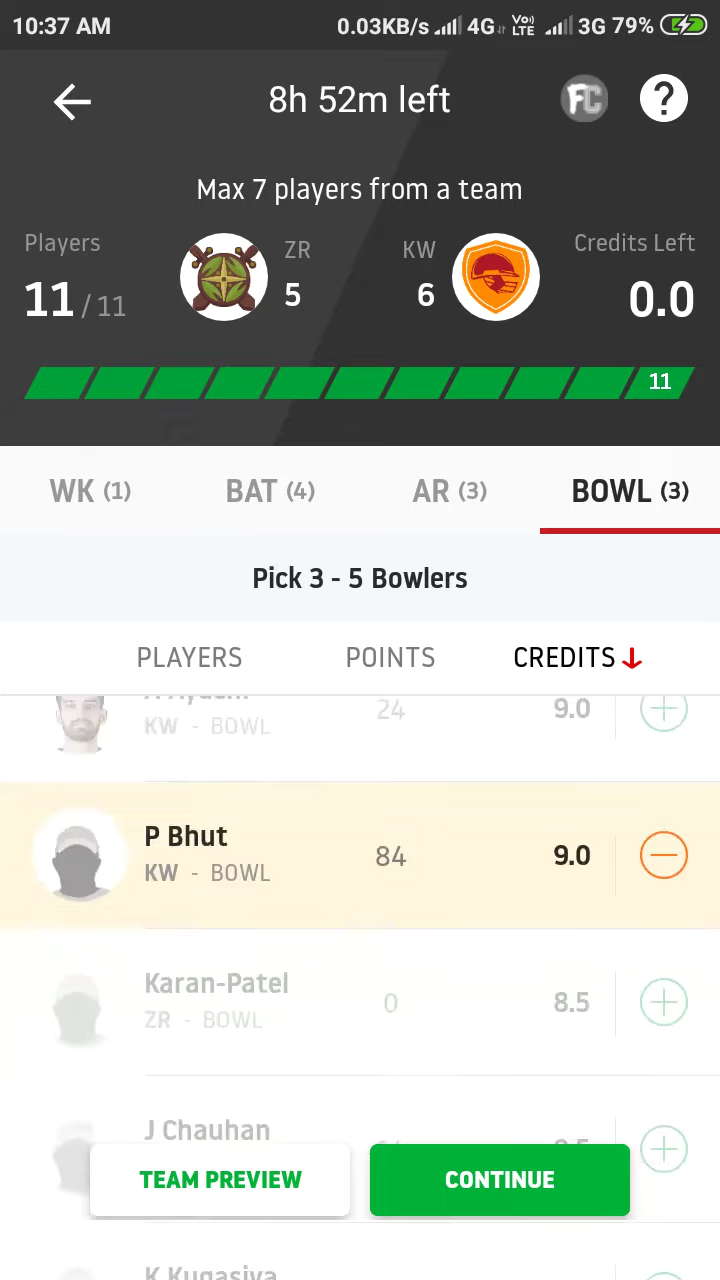 10:37 AM 0.03KB/s 4G VoI) LTE 3G 79%
8h 52m left FC ?
Max 7 players from a team
Players ZR KW Credits Left
11 / 11 5 6 0.0
11
WK (1) BAT (4) AR (3) BOWL (3)
Pick 3 - 5 Bowlers
PLAYERS POINTS CREDITS
24 9.0
KW - BOWL
P Bhut 84 9.0
KW - BOWL
Karan-Patel 0 8.5
ZR - BOWL
J Chauhan
TEAM PREVIEW CONTINUE
K Kugasiya